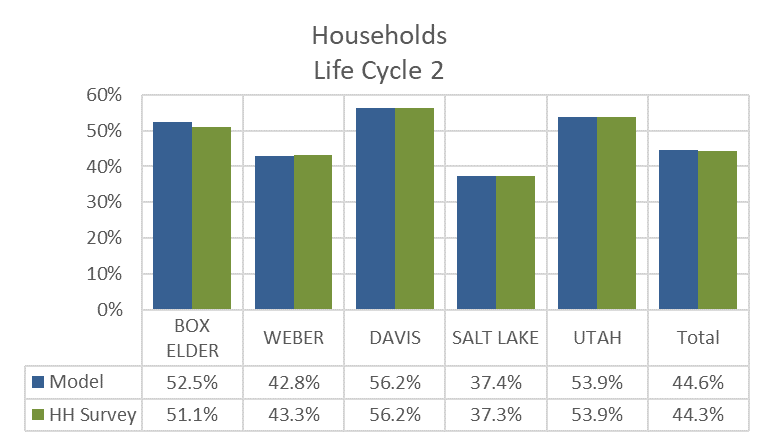 Households
Life Cycle 2
60%
50%
40%
30%
20%
10%
0%
BOX ELDER WEBER DAVIS SALT LAKE UTAH Total
Model 52.5% 42.8% 56.2% 37.4% 53.9% 44.6%
HH Survey 51.1% 43.3% 56.2% 37.3% 53.9% 44.3%